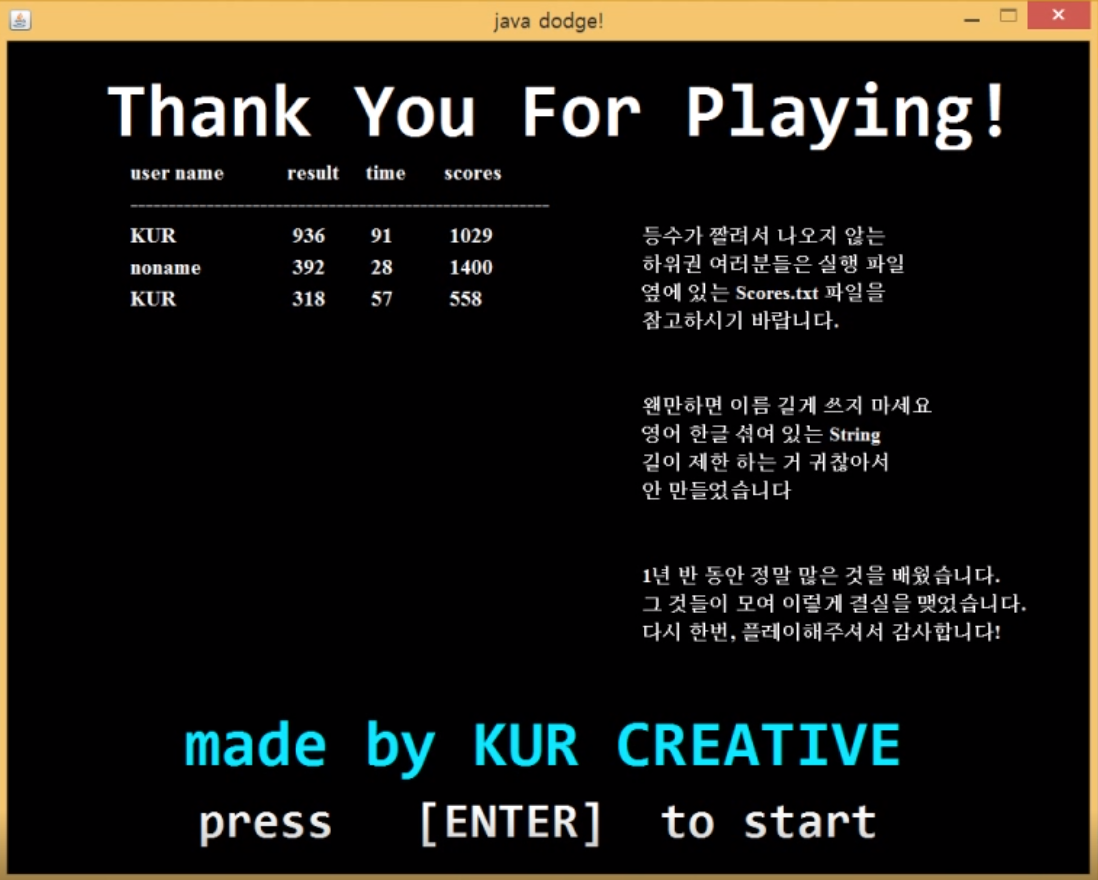 java dodge!
Thank You For Playing!
user name result time scores
------------------------------------------------------
KUR 936 91 1029
noname 392 28 1400
KUR 318 57 558
등수가 짤려서 나오지 않는
하위권 여러분들은 실행 파일
옆에 있는 Scores.txt 파일을
참고하시기 바랍니다.
왠만하면 이름 길게 쓰지 마세요
영어 한글 섞여 있는 String
길이 제한 하는 거 귀찮아서
안 만들었습니다
1년 반 동안 정말 많은 것을 배웠습니다.
그 것들이 모여 이렇게 결실을 맺었습니다.
다시 한번, 플레이해주셔서 감사합니다!
made by KUR CREATIVE
press [ENTER] to start